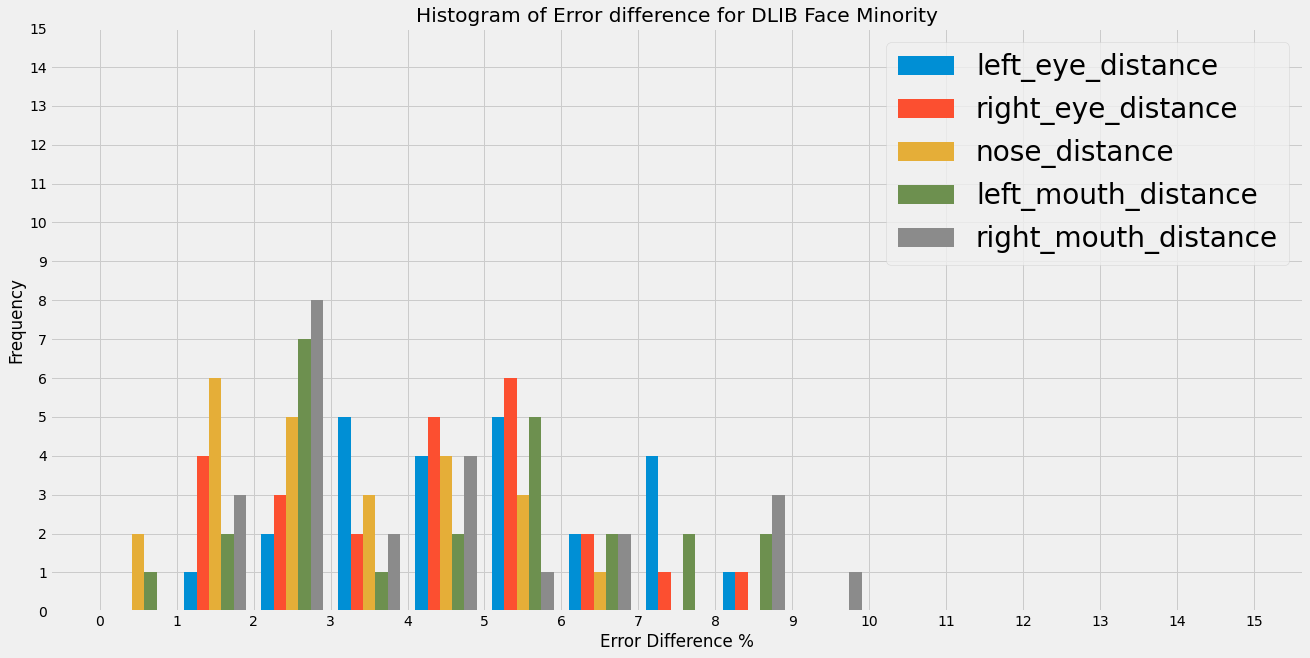 Histogram of Error difference for DLIB Face Minority
left_eye_distance
right_eye_distance
nose_distance
left_mouth_distance
right_mouth_distance
Frequency
15
14
13
12
11
10
9
8
7
6
5
4
3
2
1
0
0 1 2 3 4 5 6 7 8 9 10 11 12 13 14 15
Error Difference %